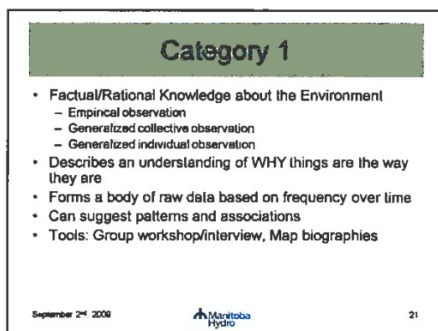 Category 1
• Factual/Rational Knowledge about the Environment
– Empirical observation
– Generalized collective observation
– Generalized individual observation
• Describes an understanding of WHY things are the way
they are
• Forms a body of raw data based on frequency over time
• Can suggest patterns and associations
• Tools: Group workshop/interview, Map biographies
September 2nd, 2009
Manitoba
Hydro
21